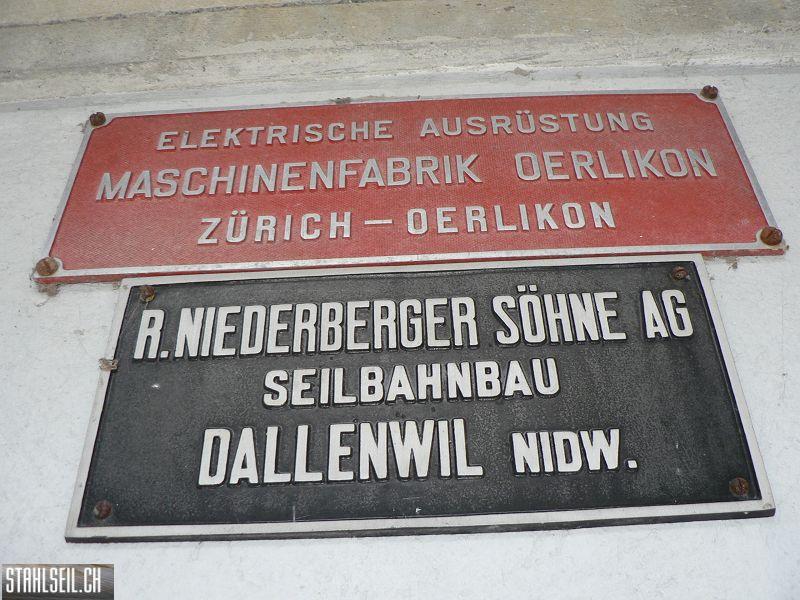 ELEKTRISCHE AUSRÜSTUNG
MASCHINENFABRIK OERLIKON
ZÜRICH – OERLIKON
R. NIEDERBERGER SÖHNE AG
SEILBAHNBAU
DALLENWIL NIDW.
STAHLSEIL.CH